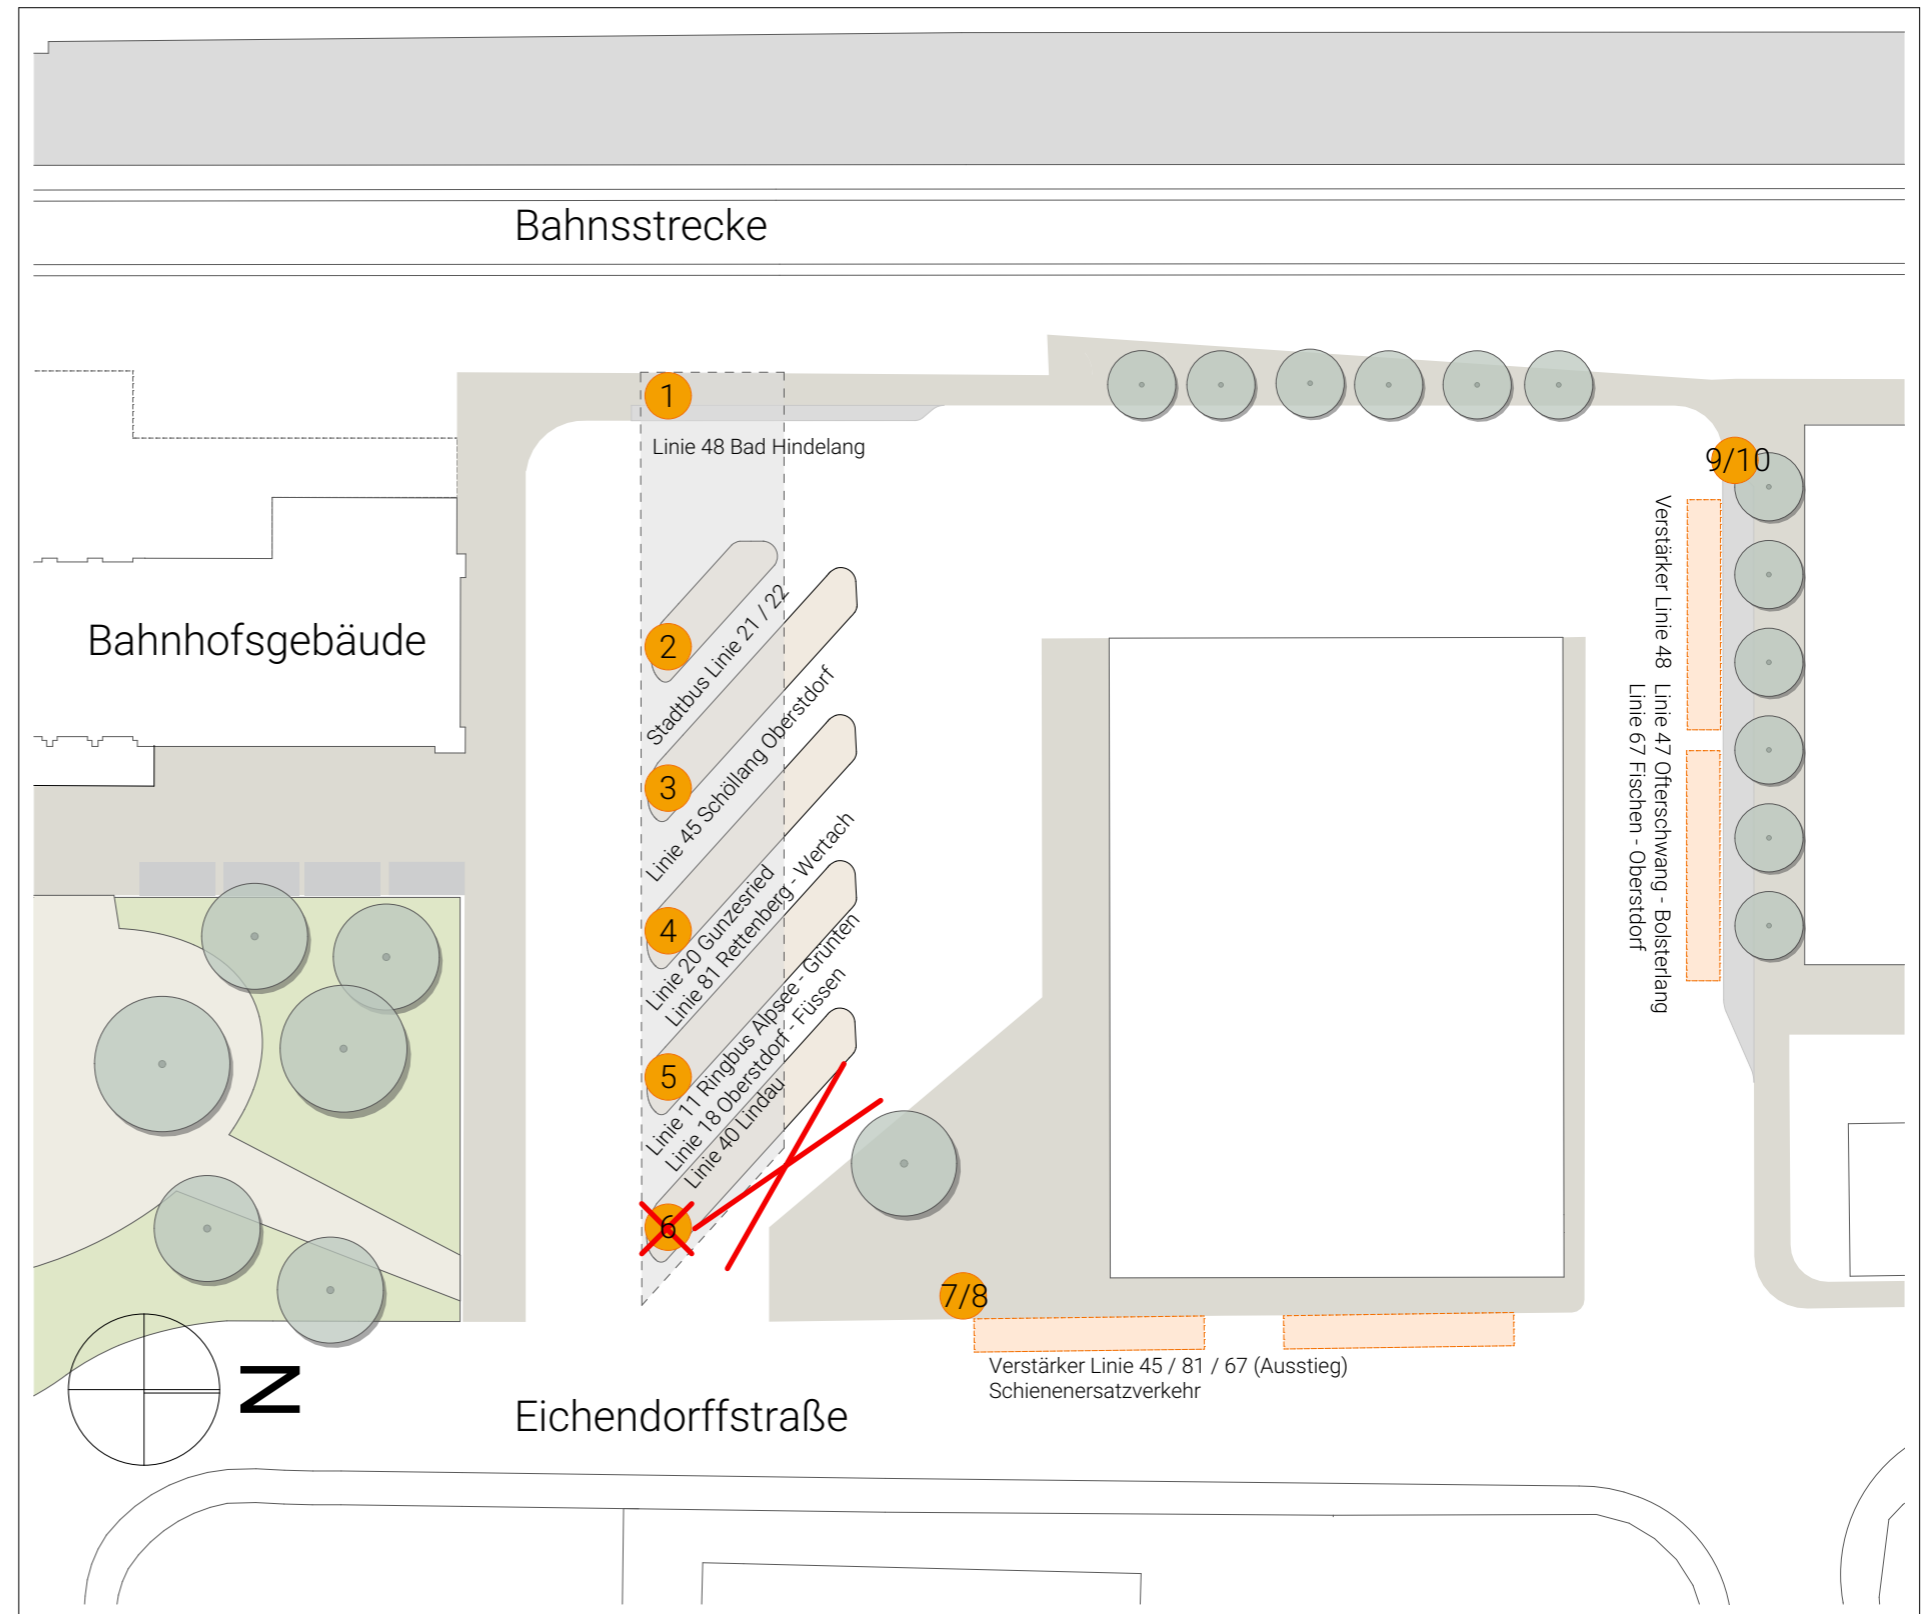 Bahnsstrecke
1
Linie 48 Bad Hindelang
9/10
Verstärker Linie 48 Linie 47 Ofterschwang - Bolsterlang
Linie 67 Fischen - Oberstdorf
Bahnhofsgebäude
2
Stadtbus Linie 21 / 22
3
Linie 45 Schöllang Oberstdorf
4
Linie 20 Gunzesried
Linie 81 Rettenberg - Wertach
5
Linie 11 Ringbus Alpsee - Grünten
Linie 18 Oberstdorf - Füssen
Linie 40 Lindau
6
7/8
Verstärker Linie 45 / 81 / 67 (Ausstieg)
Schienenersatzverkehr
N
Eichendorffstraße